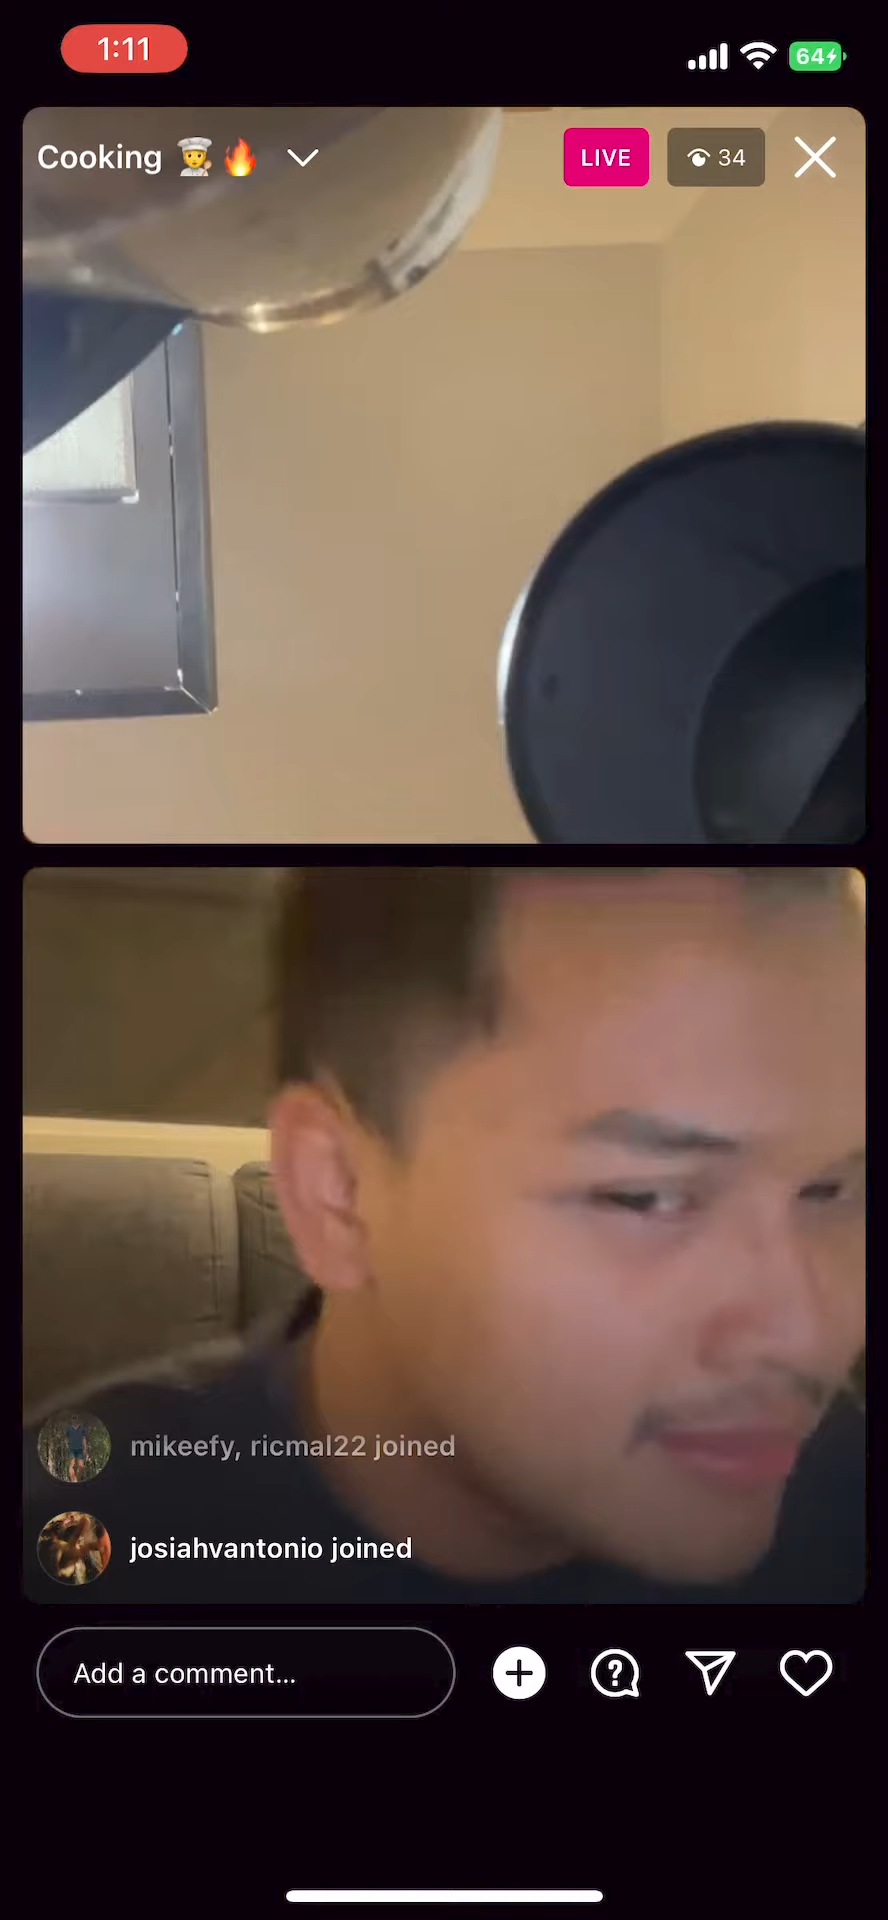 1:11
64
Cooking 🧑‍🍳🔥
LIVE
34
mikeefy, ricmal22 joined
josiahvantonio joined
Add a comment...